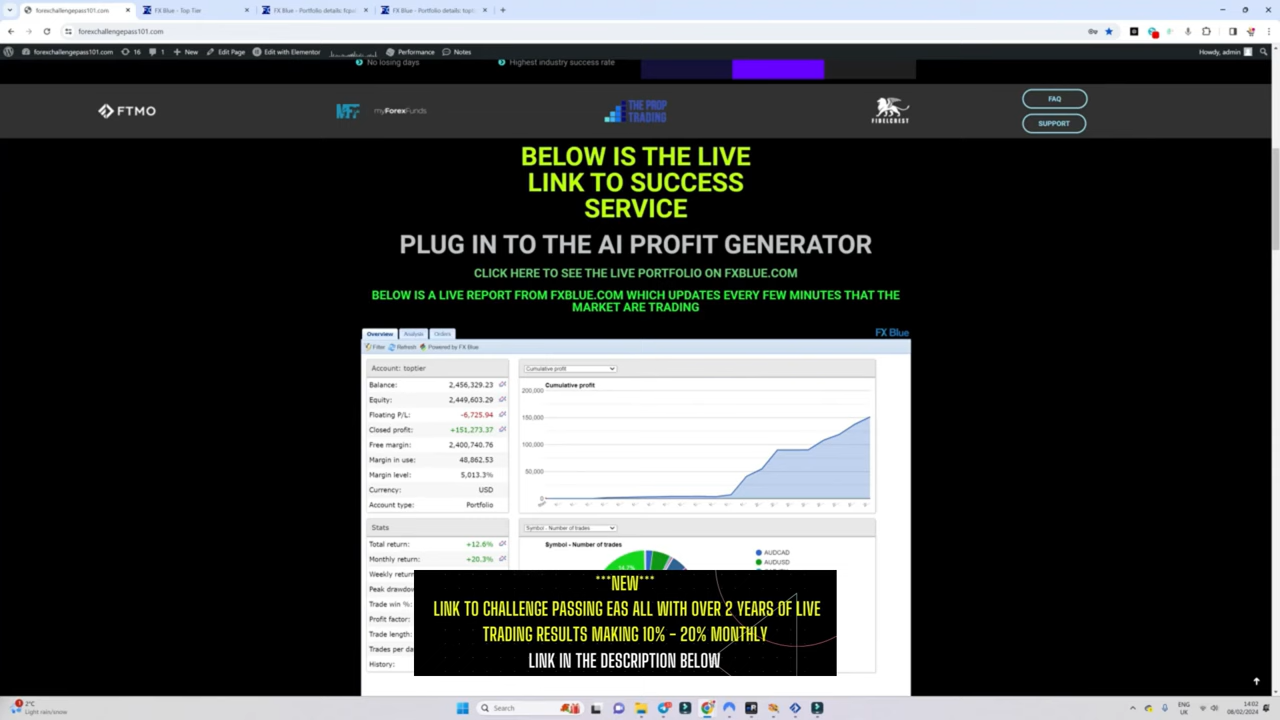 forexchallengepass101.com
FX Blue - Top Tier
FX Blue - Portfolio details: fcpa
FX Blue - Portfolio details: topt
forexchallengepass101.com
forexchallengepass101.com
16
1
New
Edit Page
Edit with Elementor
Performance
Notes
Howdy, admin
No losing days
Highest industry success rate
FTMO
myForexFunds
THE PROP
TRADING
FIDELCREST
FAQ
SUPPORT
BELOW IS THE LIVE
LINK TO SUCCESS
SERVICE
PLUG IN TO THE AI PROFIT GENERATOR
CLICK HERE TO SEE THE LIVE PORTFOLIO ON FXBLUE.COM
BELOW IS A LIVE REPORT FROM FXBLUE.COM WHICH UPDATES EVERY FEW MINUTES THAT THE
MARKET ARE TRADING
Overview
Analysis
Orders
FX Blue
Filter
Refresh
Powered by FX Blue
Account: toptier
Balance: 2,456,329.23
Equity: 2,449,603.29
Floating P/L: -6,725.94
Closed profit: +151,273.37
Free margin: 2,400,740.76
Margin in use: 48,862.53
Margin level: 5,013.3%
Currency: USD
Account type: Portfolio
Cumulative profit
Cumulative profit
200,000
150,000
100,000
50,000
0
Stats
Total return: +12.6%
Monthly return: +20.3%
Weekly retur
Peak drawdow
Trade win %:
Profit factor:
Trade length:
Trades per da
History:
Symbol - Number of trades
Symbol - Number of trades
AUDCAD
AUDUSD
***NEW***
LINK TO CHALLENGE PASSING EAS ALL WITH OVER 2 YEARS OF LIVE
TRADING RESULTS MAKING 10% - 20% MONTHLY
LINK IN THE DESCRIPTION BELOW
2°C
Light rain/snow
Search
ENG
UK
14:02
08/02/2024